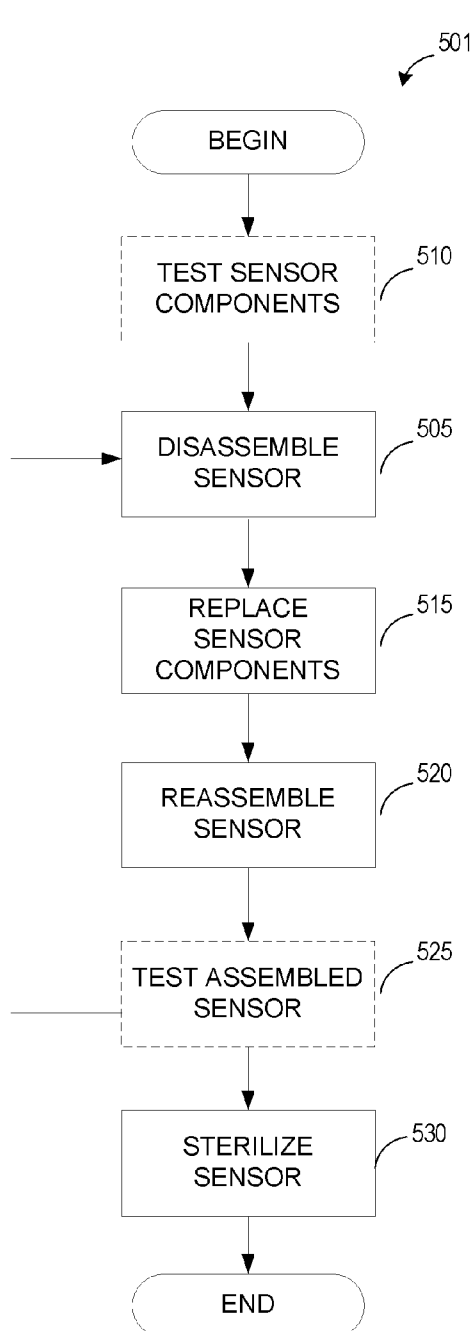 501
BEGIN
TEST SENSOR
COMPONENTS
510
DISASSEMBLE
SENSOR
505
REPLACE
SENSOR
COMPONENTS
515
REASSEMBLE
SENSOR
520
TEST ASSEMBLED
SENSOR
525
STERILIZE
SENSOR
530
END